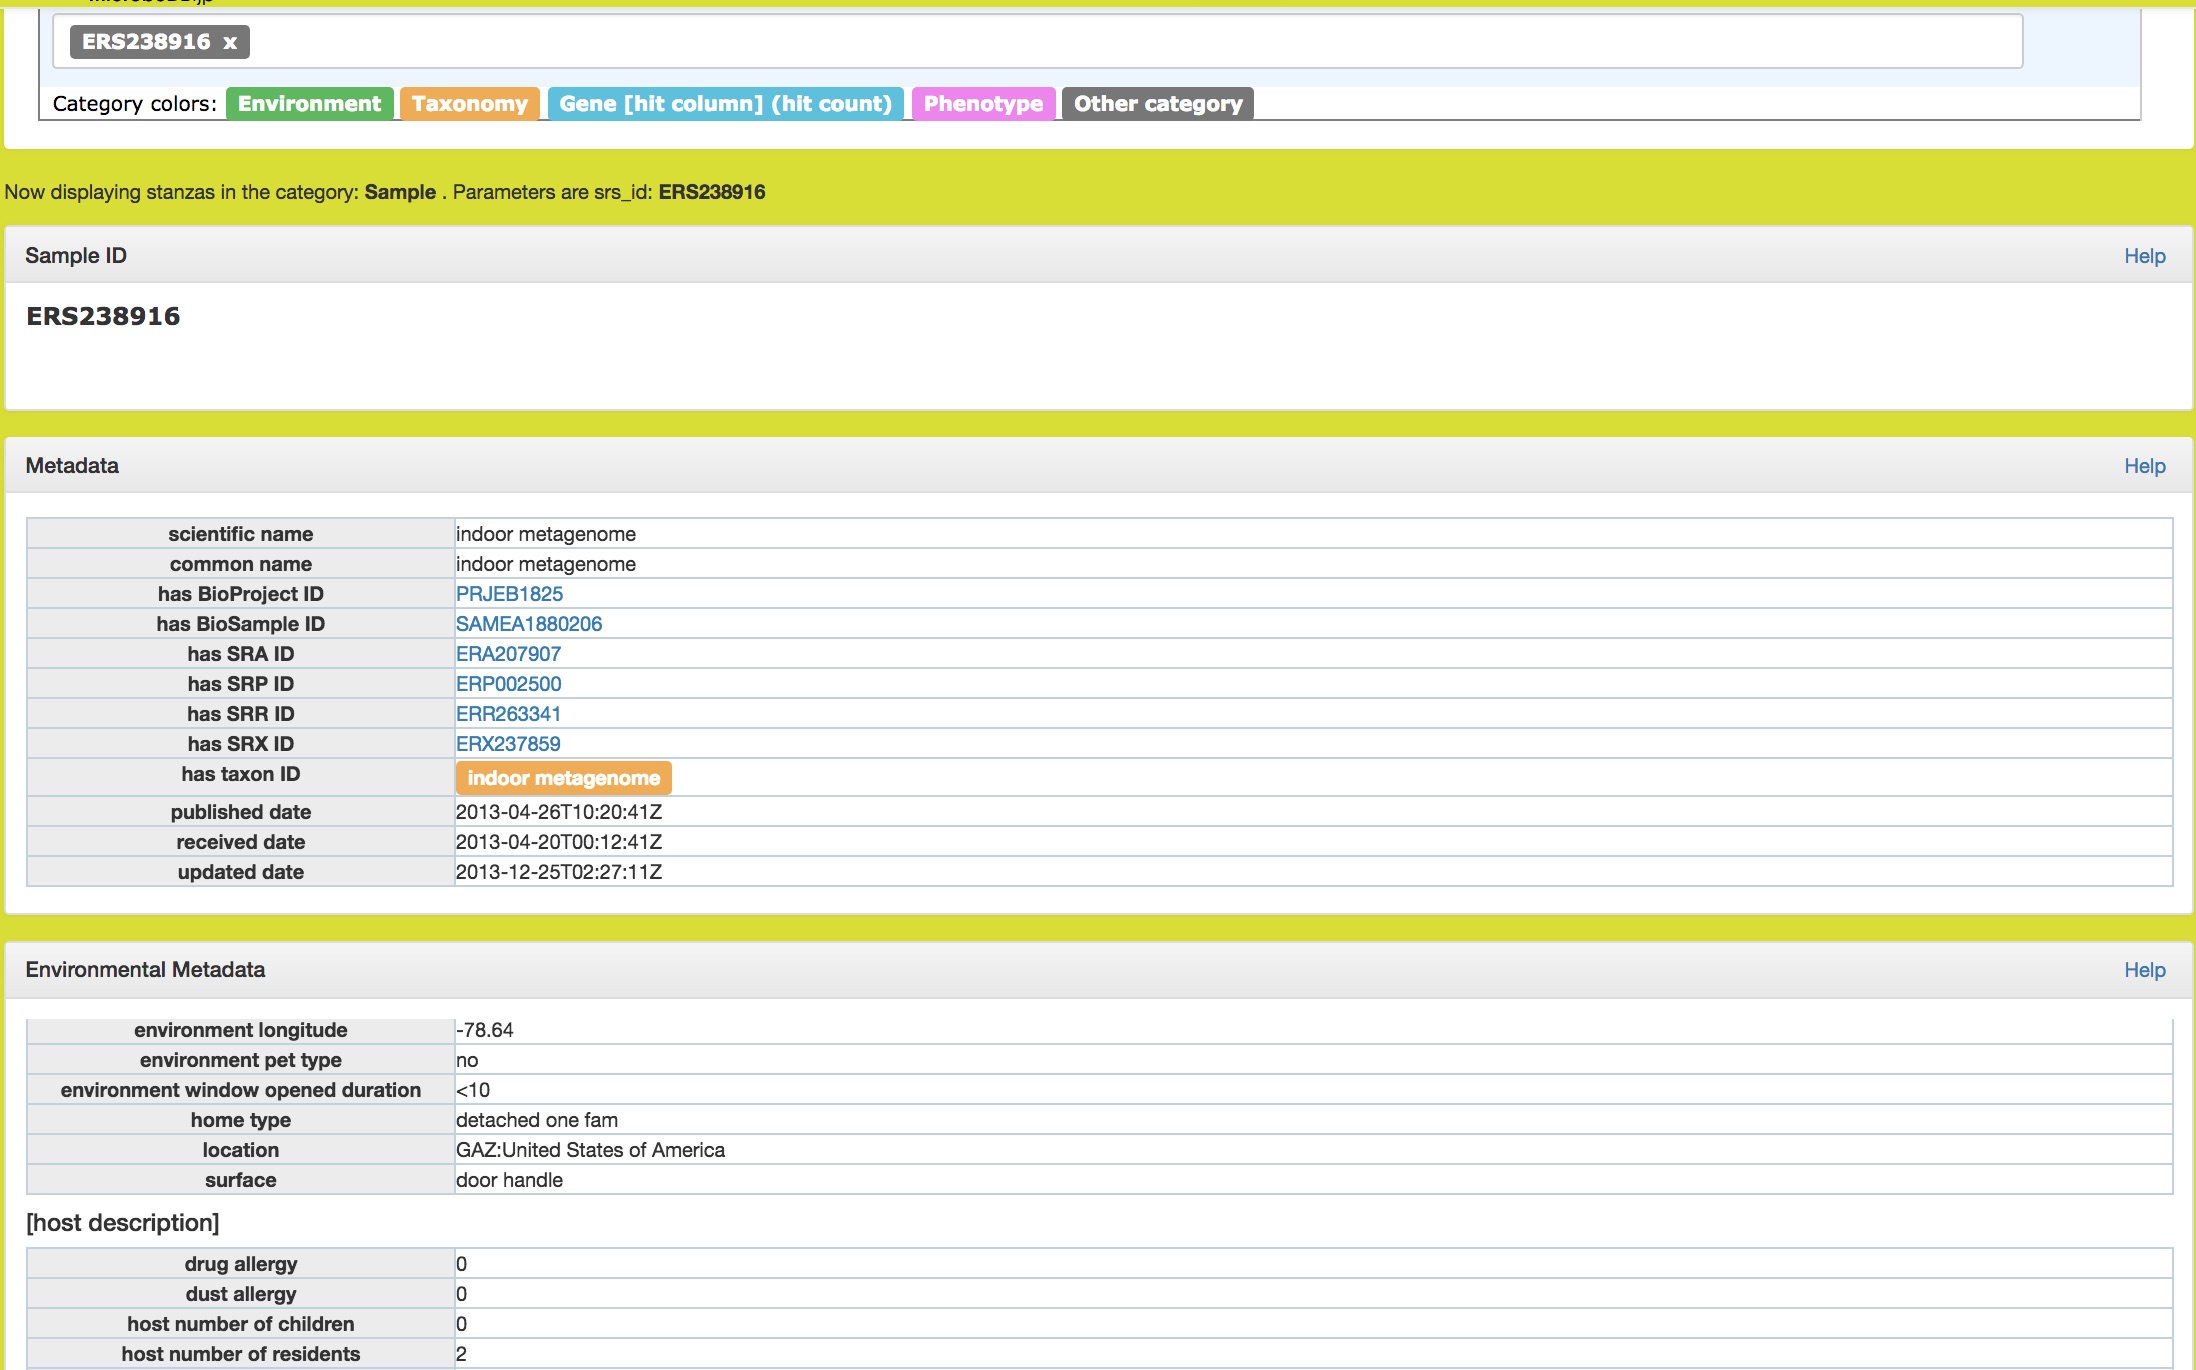 ERS238916 x
Category colors: Environment Taxonomy Gene [hit column] (hit count) Phenotype Other category
Now displaying stanzas in the category: Sample . Parameters are srs_id: ERS238916
Sample ID Help
ERS238916
Metadata Help
scientific name indoor metagenome
common name indoor metagenome
has BioProject ID PRJEB1825
has BioSample ID SAMEA1880206
has SRA ID ERA207907
has SRP ID ERP002500
has SRR ID ERR263341
has SRX ID ERX237859
has taxon ID indoor metagenome
published date 2013-04-26T10:20:41Z
received date 2013-04-20T00:12:41Z
updated date 2013-12-25T02:27:11Z
Environmental Metadata Help
environment longitude -78.64
environment pet type no
environment window opened duration <10
home type detached one fam
location GAZ:United States of America
surface door handle
[host description]
drug allergy 0
dust allergy 0
host number of children 0
host number of residents 2